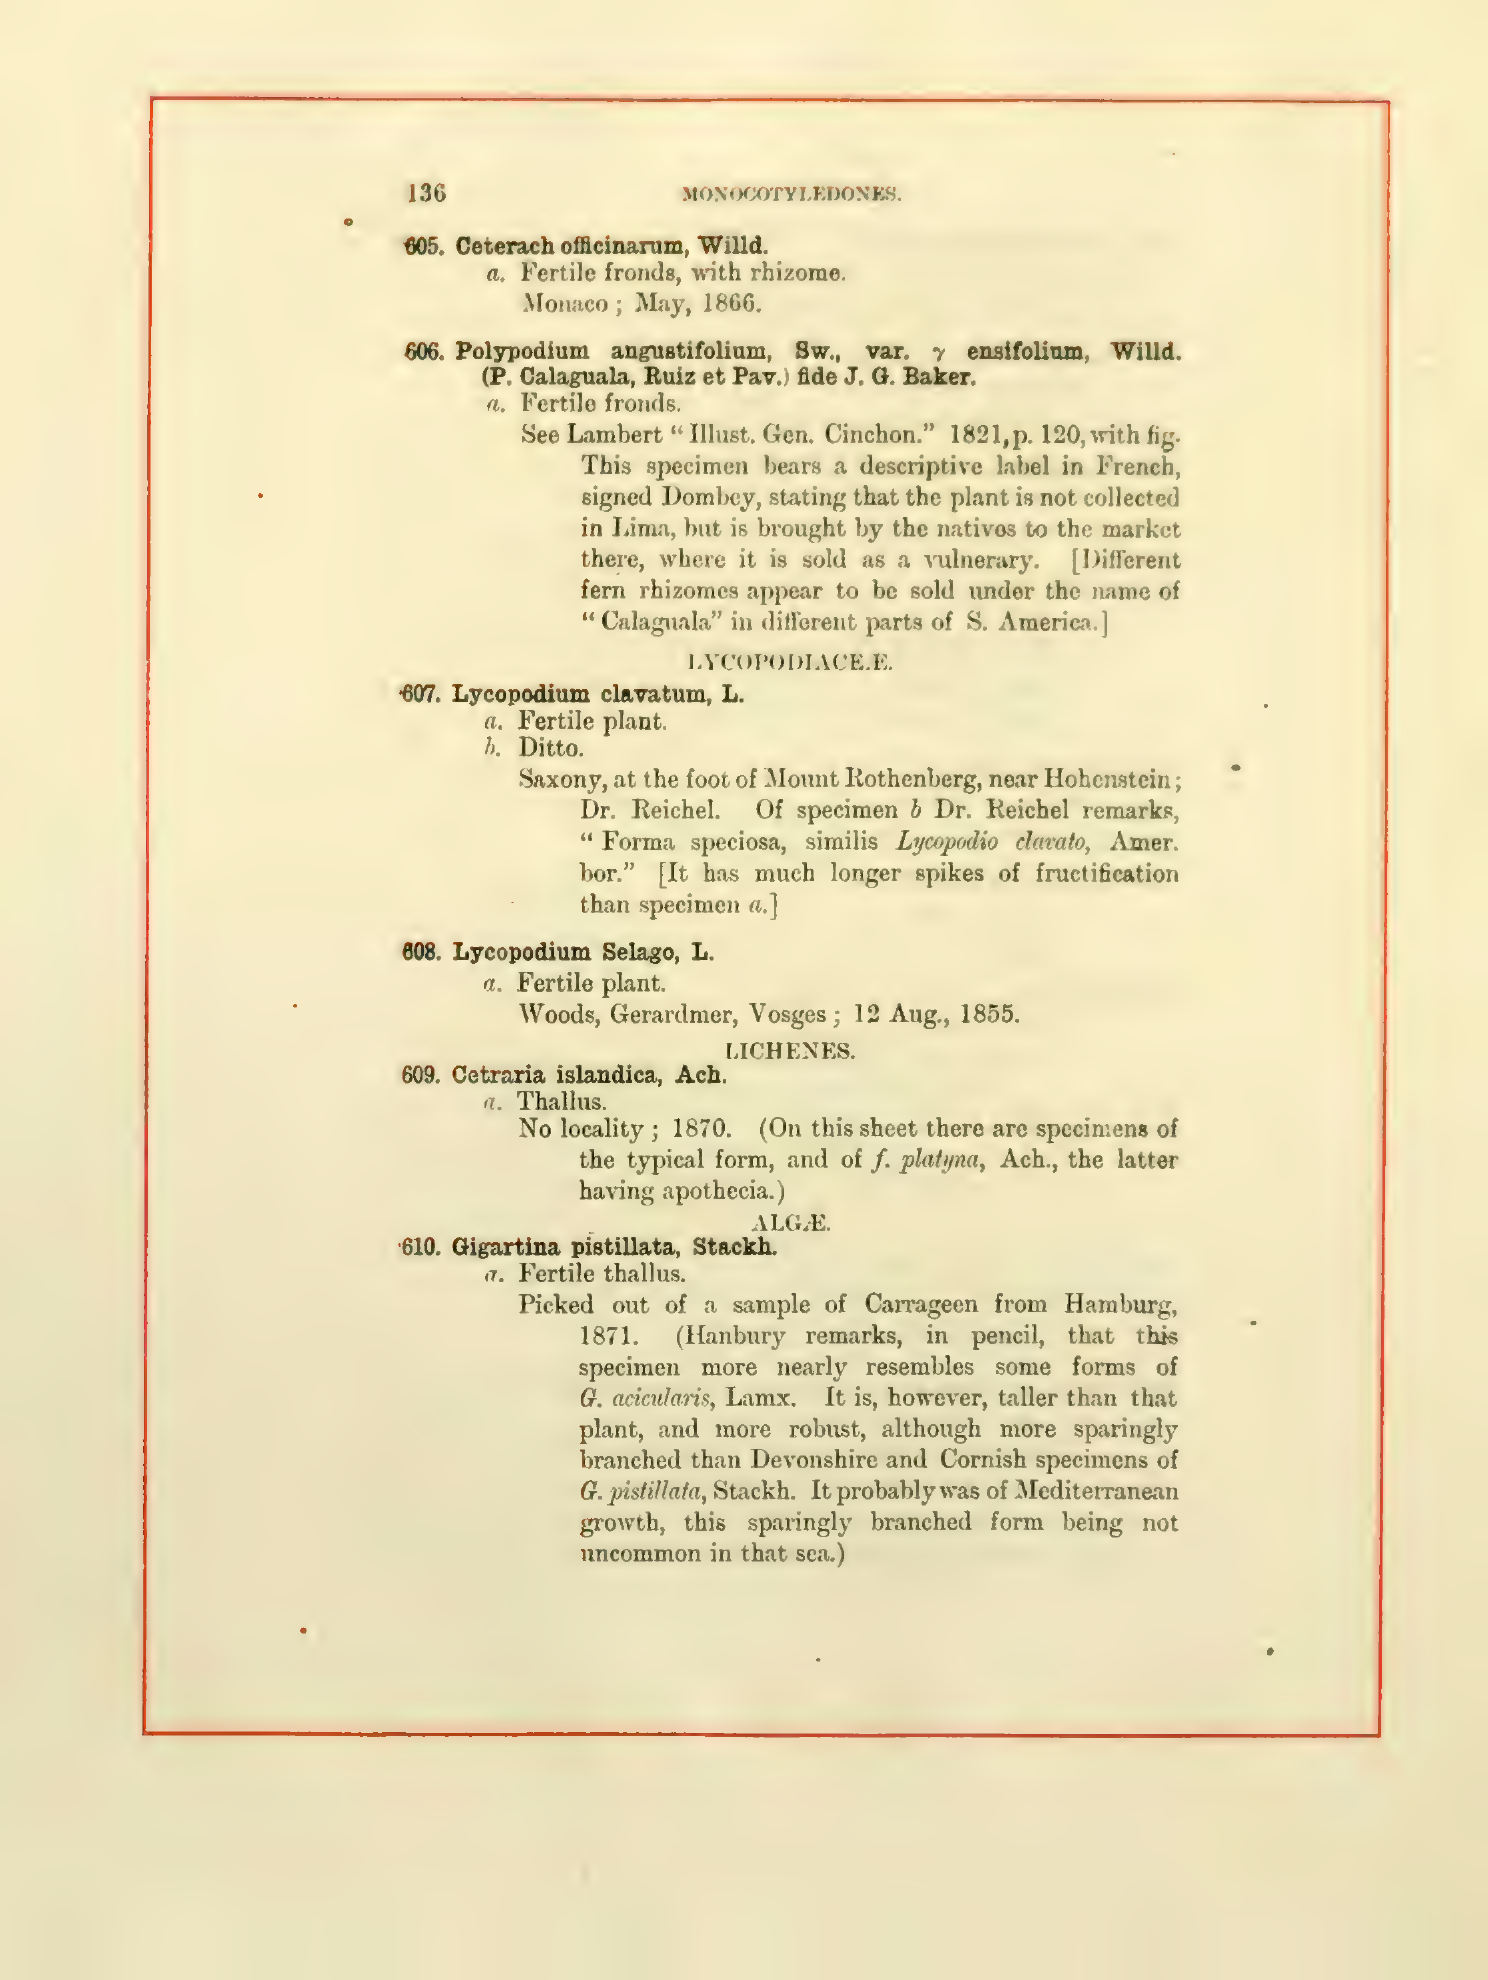 136 MONOCOTYLEDONES.
605. Ceterach officinarum, Willd.
a. Fertile fronds, with rhizome.
Monaco ; May, 1866.
606. Polypodium angustifolium, Sw., var. γ ensifolium, Willd.
(P. Calaguala, Ruiz et Pav.) fide J. G. Baker.
a. Fertile fronds.
See Lambert “ Illust. Gen. Cinchon.” 1821, p. 120, with fig.
This specimen bears a descriptive label in French,
signed Dombey, stating that the plant is not collected
in Lima, but is brought by the natives to the market
there, where it is sold as a vulnerary. [Different
fern rhizomes appear to be sold under the name of
“ Calaguala” in different parts of S. America.]
LYCOPODIACEÆ.
607. Lycopodium clavatum, L.
a. Fertile plant.
b. Ditto.
Saxony, at the foot of Mount Rothenberg, near Hohenstein ;
Dr. Reichel. Of specimen b Dr. Reichel remarks,
“ Forma speciosa, similis Lycopodio clavato, Amer.
bor.” [It has much longer spikes of fructification
than specimen a.]
608. Lycopodium Selago, L.
a. Fertile plant.
Woods, Gerardmer, Vosges ; 12 Aug., 1855.
LICHENES.
609. Cetraria islandica, Ach.
a. Thallus.
No locality ; 1870. (On this sheet there are specimens of
the typical form, and of f. platyna, Ach., the latter
having apothecia.)
ALGÆ.
610. Gigartina pistillata, Stackh.
a. Fertile thallus.
Picked out of a sample of Carrageen from Hamburg,
1871. (Hanbury remarks, in pencil, that this
specimen more nearly resembles some forms of
G. acicularis, Lamx. It is, however, taller than that
plant, and more robust, although more sparingly
branched than Devonshire and Cornish specimens of
G. pistillata, Stackh. It probably was of Mediterranean
growth, this sparingly branched form being not
uncommon in that sea.)